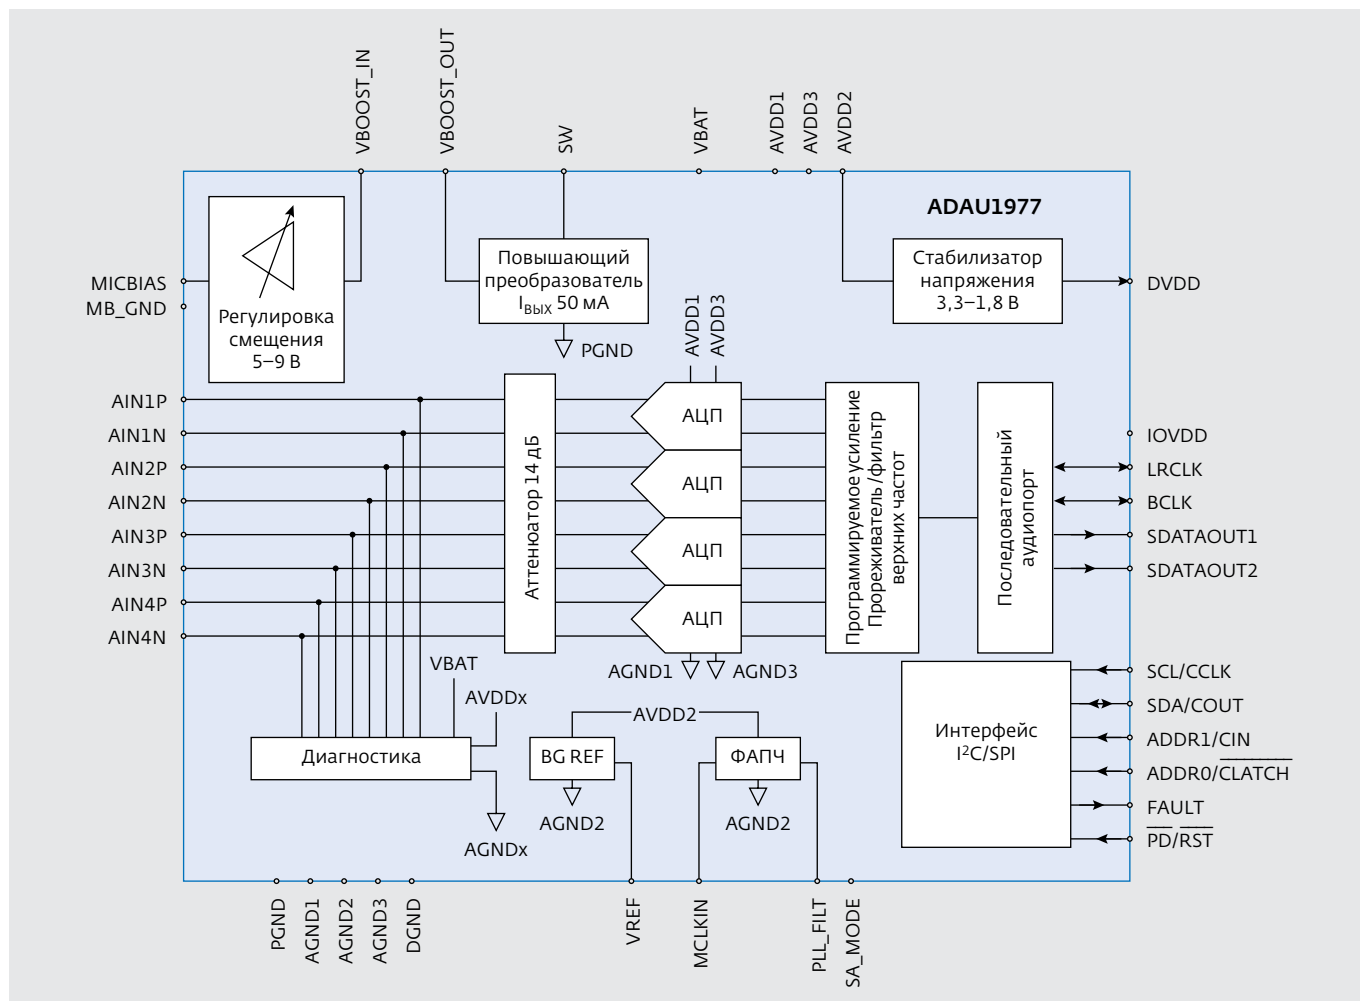 VBOOST_IN
VBOOST_OUT
SW
VBAT
AVDD1
AVDD3
AVDD2
ADAU1977
MICBIAS
MB_GND
Регулировка
смещения
5–9 В
Повышающий
преобразователь
IВЫХ 50 мА
PGND
Стабилизатор
напряжения
3,3–1,8 В
DVDD
AVDD1
AVDD3
AIN1P
AIN1N
AIN2P
AIN2N
AIN3P
AIN3N
AIN4P
AIN4N
Аттенюатор 14 дБ
АЦП
АЦП
АЦП
АЦП
AGND1
AGND3
Программируемое усиление
Прореживатель /фильтр
верхних частот
Последовательный
аудиопорт
IOVDD
LRCLK
BCLK
SDATAOUT1
SDATAOUT2
VBAT
AVDDx
Диагностика
AGNDx
AVDD2
BG REF
AGND2
ФАПЧ
AGND2
Интерфейс
I²C/SPI
SCL/CCLK
SDA/COUT
ADDR1/CIN
ADDR0/CLATCH
FAULT
PD/RST
PGND
AGND1
AGND2
AGND3
DGND
VREF
MCLKIN
PLL_FILT
SA_MODE